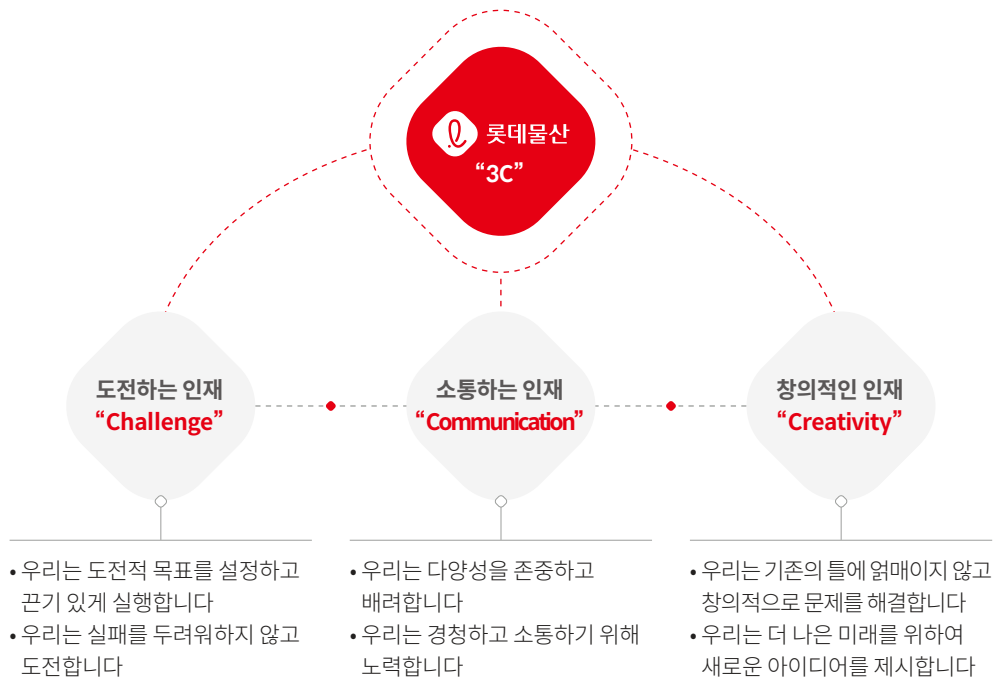 롯데물산
“3C”
도전하는 인재
“Challenge”
소통하는 인재
“Communication”
창의적인 인재
“Creativity”
• 우리는 도전적 목표를 설정하고
끈기 있게 실행합니다
• 우리는 실패를 두려워하지 않고
도전합니다
• 우리는 다양성을 존중하고
배려합니다
• 우리는 경청하고 소통하기 위해
노력합니다
• 우리는 기존의 틀에 얽매이지 않고
창의적으로 문제를 해결합니다
• 우리는 더 나은 미래를 위하여
새로운 아이디어를 제시합니다